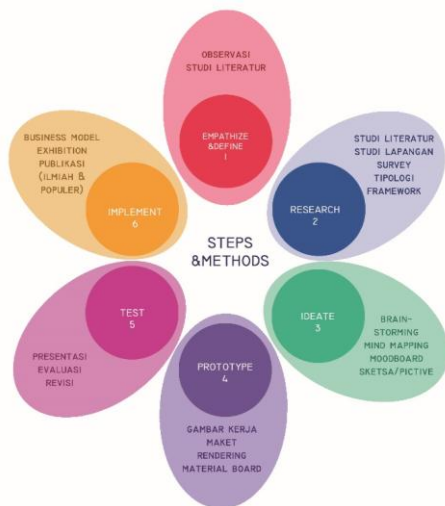 OBSERVASI
STUDI LITERATUR
EMPATHIZE
&DEFINE
1
STUDI LITERATUR
STUDI LAPANGAN
SURVEY
TIPOLOGI
FRAMEWORK
RESEARCH
2
IDEATE
3
BRAIN-
STORMING
MIND MAPPING
MOODBOARD
SKETSA/PICTIVE
PROTOTYPE
4
GAMBAR KERJA
MAKET
RENDERING
MATERIAL BOARD
TEST
5
PRESENTASI
EVALUASI
REVISI
BUSINESS MODEL
EXHIBITION
PUBLIKASI
(ILMIAH &
POPULER)
IMPLEMENT
6
STEPS
&METHODS